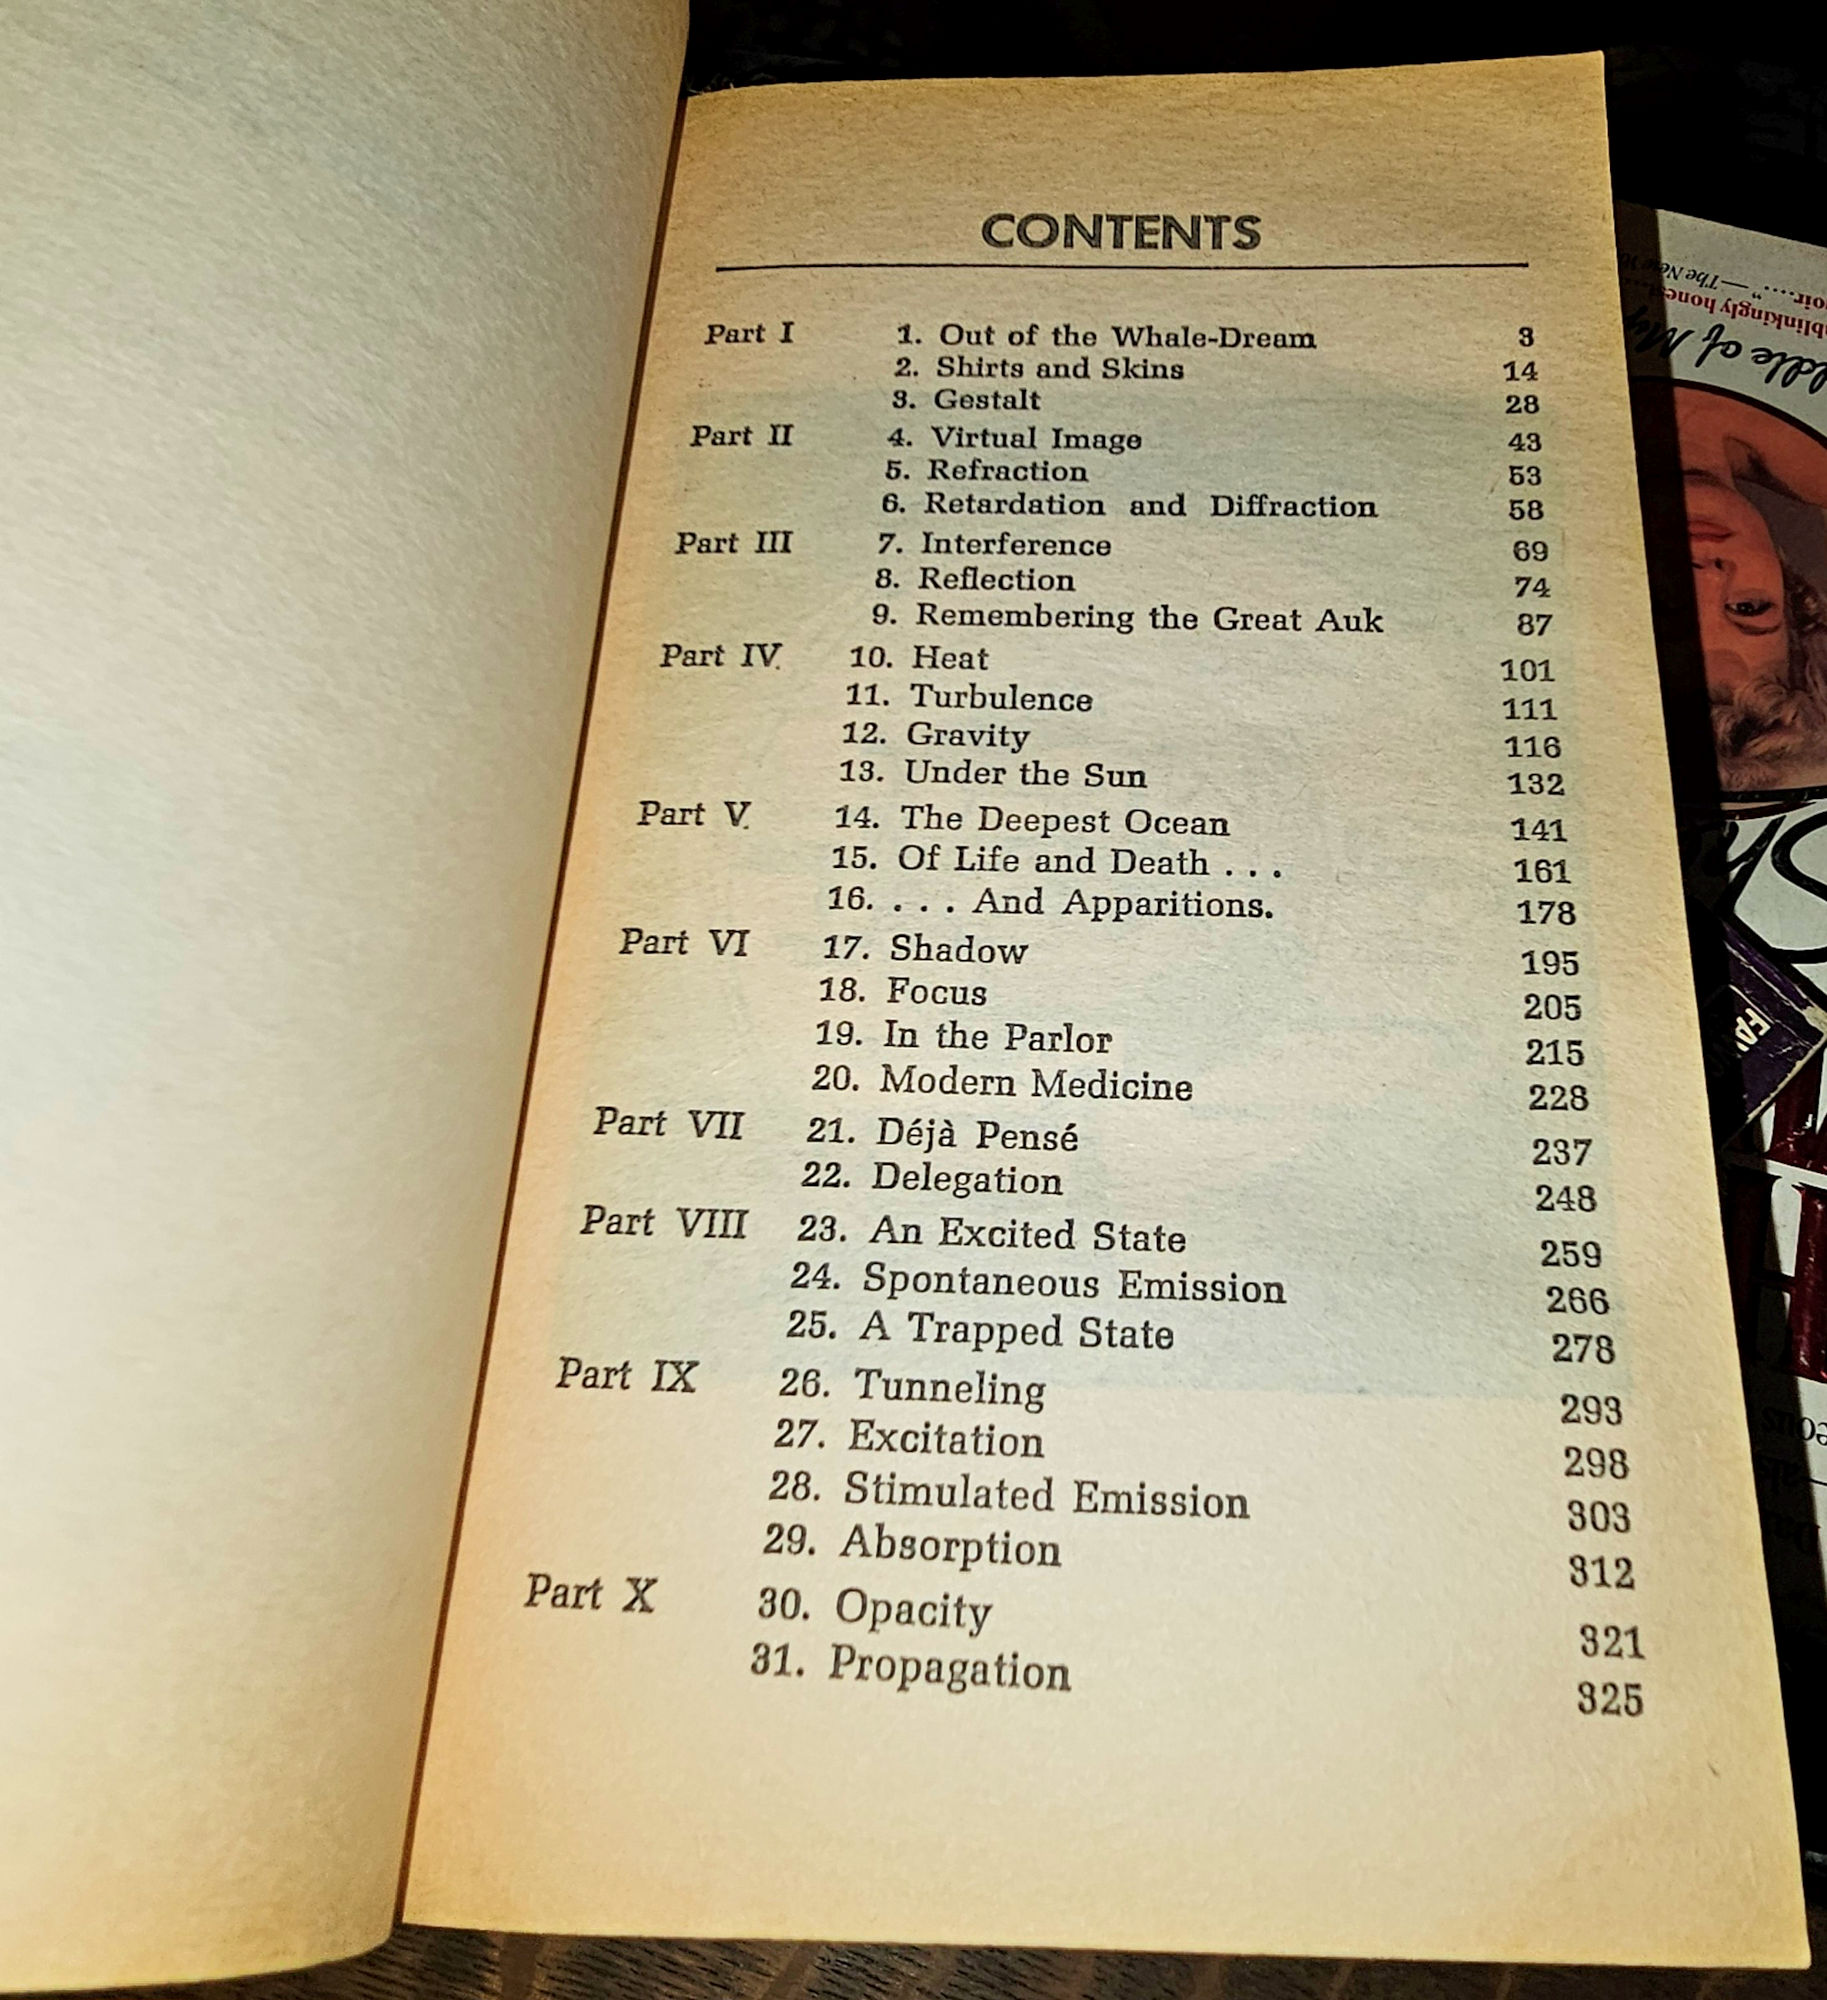 CONTENTS
Part I 1. Out of the Whale-Dream 3
2. Shirts and Skins 14
3. Gestalt 28
Part II 4. Virtual Image 43
5. Refraction 53
6. Retardation and Diffraction 58
Part III 7. Interference 69
8. Reflection 74
9. Remembering the Great Auk 87
Part IV. 10. Heat 101
11. Turbulence 111
12. Gravity 116
13. Under the Sun 132
Part V. 14. The Deepest Ocean 141
15. Of Life and Death . . . 161
16. . . . And Apparitions. 178
Part VI 17. Shadow 195
18. Focus 205
19. In the Parlor 215
20. Modern Medicine 228
Part VII 21. Déjà Pensé 237
22. Delegation 248
Part VIII 23. An Excited State 259
24. Spontaneous Emission 266
25. A Trapped State 278
Part IX 26. Tunneling 293
27. Excitation 298
28. Stimulated Emission 303
29. Absorption 312
Part X 30. Opacity 321
31. Propagation 325
of My
blinkingly
—The New